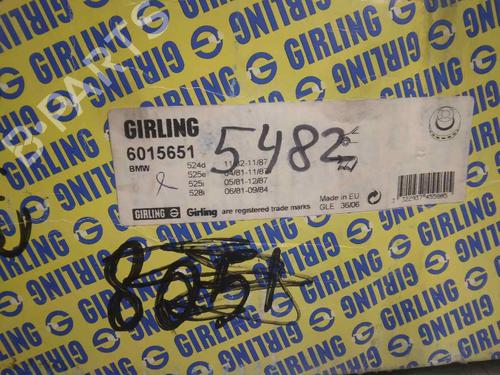 GIRLING
6015651
5482
BMW
524d 11/82-11/87
525e 04/81-11/87
525i 05/81-12/87
528i 06/81-09/84
Made in EU
GLE 36/06
GIRLING Girling are registered trade marks
8051
B-PARTS